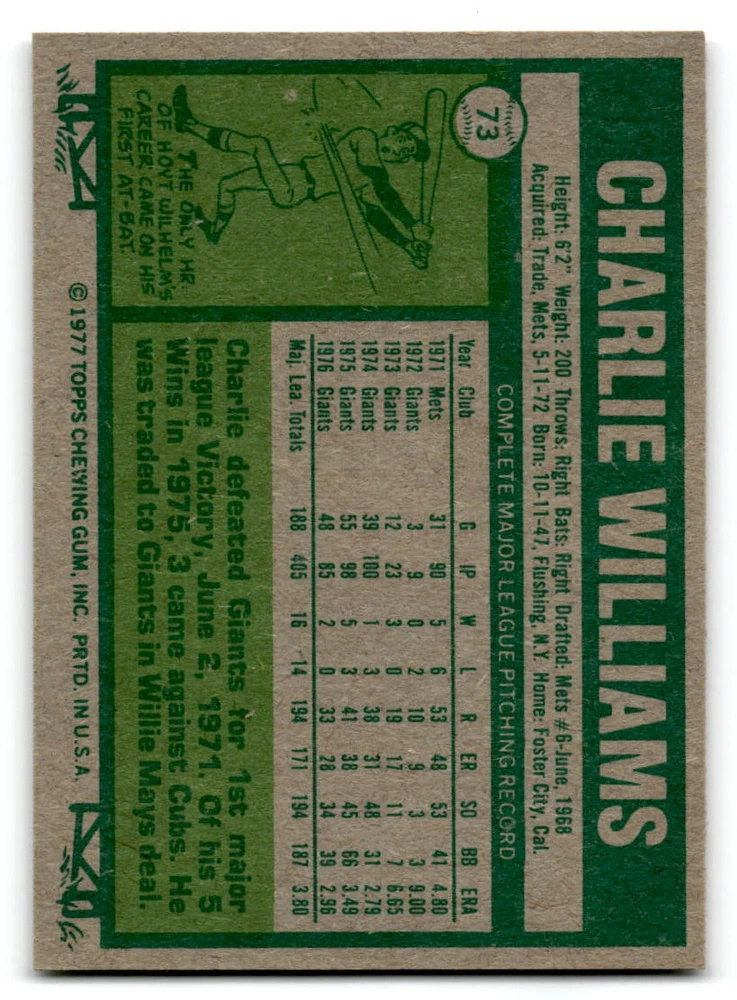 73
CHARLIE WILLIAMS
Height: 6'2" Weight: 200 Throws: Right Bats: Right Drafted: Mets #6-June, 1968
Acquired: Trade, Mets, 5-11-72 Born: 10-11-47, Flushing, N.Y. Home: Foster City, Cal.
COMPLETE MAJOR LEAGUE PITCHING RECORD
Year Club G IP W L R ER SO BB ERA
1971 Mets 31 90 5 6 53 48 53 41 4.80
1972 Giants 3 9 0 2 10 9 3 3 9.00
1973 Giants 12 23 3 0 19 17 11 7 6.65
1974 Giants 39 100 1 3 38 31 48 31 2.79
1975 Giants 55 98 5 3 41 38 45 66 3.49
1976 Giants 48 85 2 0 33 28 34 39 2.96
Maj. Lea. Totals 188 405 16 14 194 171 194 187 3.80
THE ONLY HR.
OF HOYT WILHELM'S
CAREER CAME ON HIS
FIRST AT-BAT.
Charlie defeated Giants for 1st major
league Victory, June 2, 1971. Of his 5
Wins in 1975, 3 came against Cubs. He
was traded to Giants in Willie Mays deal.
© 1977 TOPPS CHEWING GUM, INC. PRTD. IN U.S.A.